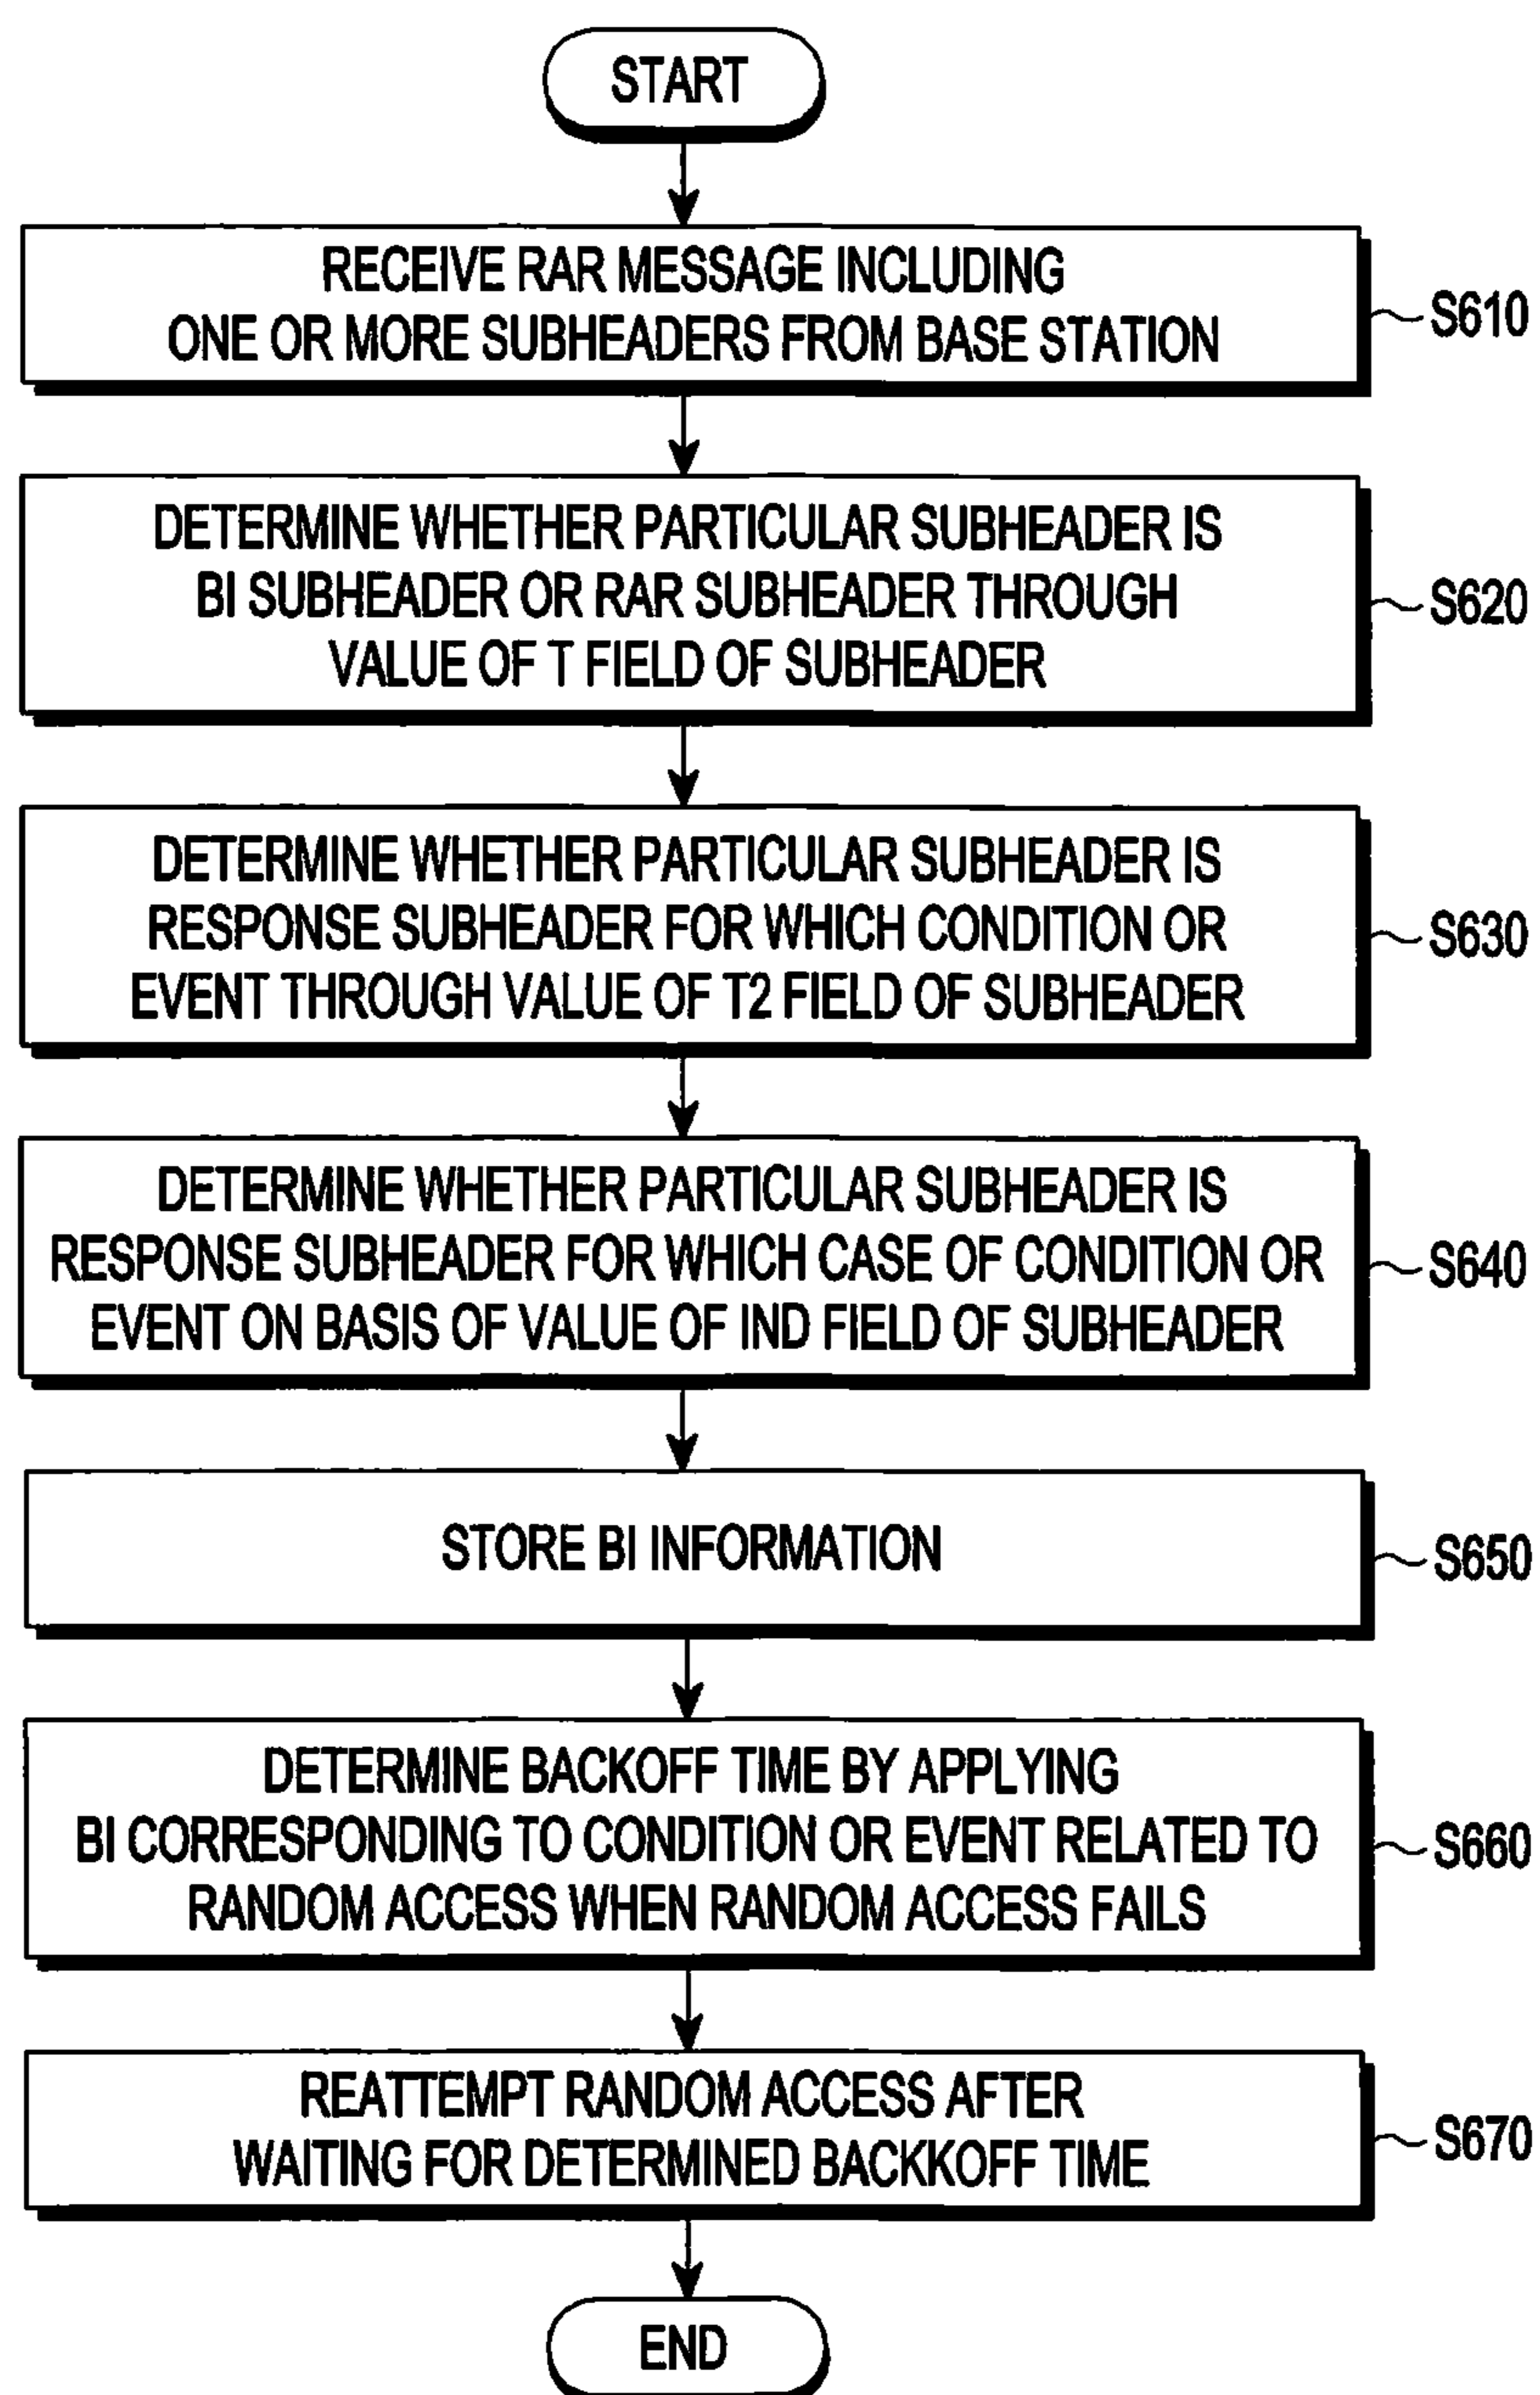 START
RECEIVE RAR MESSAGE INCLUDING
ONE OR MORE SUBHEADERS FROM BASE STATION
S610
DETERMINE WHETHER PARTICULAR SUBHEADER IS
BI SUBHEADER OR RAR SUBHEADER THROUGH
VALUE OF T FIELD OF SUBHEADER
S620
DETERMINE WHETHER PARTICULAR SUBHEADER IS
RESPONSE SUBHEADER FOR WHICH CONDITION OR
EVENT THROUGH VALUE OF T2 FIELD OF SUBHEADER
S630
DETERMINE WHETHER PARTICULAR SUBHEADER IS
RESPONSE SUBHEADER FOR WHICH CASE OF CONDITION OR
EVENT ON BASIS OF VALUE OF IND FIELD OF SUBHEADER
S640
STORE BI INFORMATION
S650
DETERMINE BACKOFF TIME BY APPLYING
BI CORRESPONDING TO CONDITION OR EVENT RELATED TO
RANDOM ACCESS WHEN RANDOM ACCESS FAILS
S660
REATTEMPT RANDOM ACCESS AFTER
WAITING FOR DETERMINED BACKKOFF TIME
S670
END